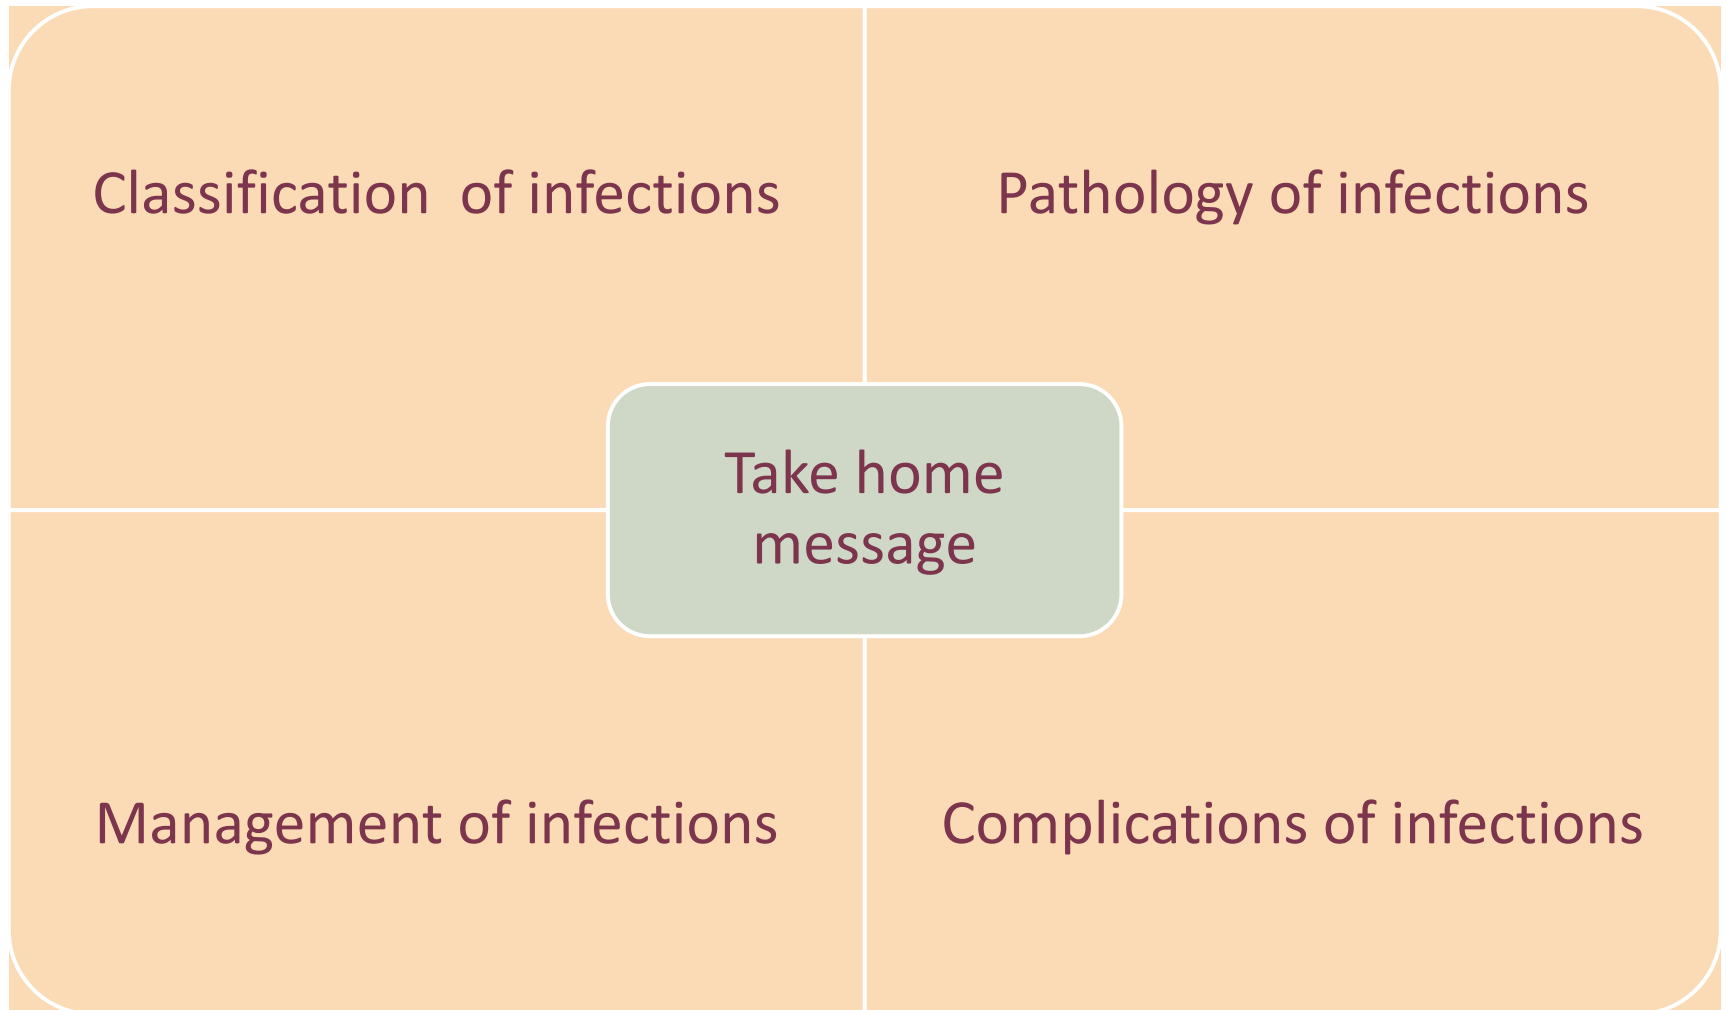 Classification  of infections
Pathology of infections
Take home
message
Management of infections
Complications of infections